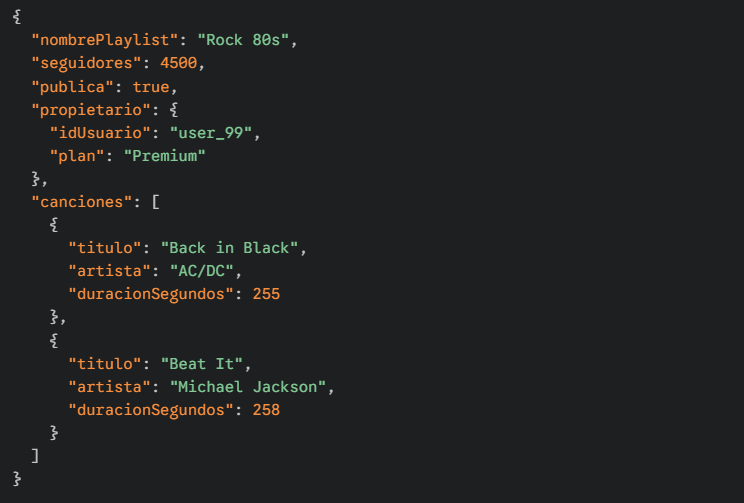 {
  "nombrePlaylist": "Rock 80s",
  "seguidores": 4500,
  "publica": true,
  "propietario": {
    "idUsuario": "user_99",
    "plan": "Premium"
  },
  "canciones": [
    {
      "titulo": "Back in Black",
      "artista": "AC/DC",
      "duracionSegundos": 255
    },
    {
      "titulo": "Beat It",
      "artista": "Michael Jackson",
      "duracionSegundos": 258
    }
  ]
}